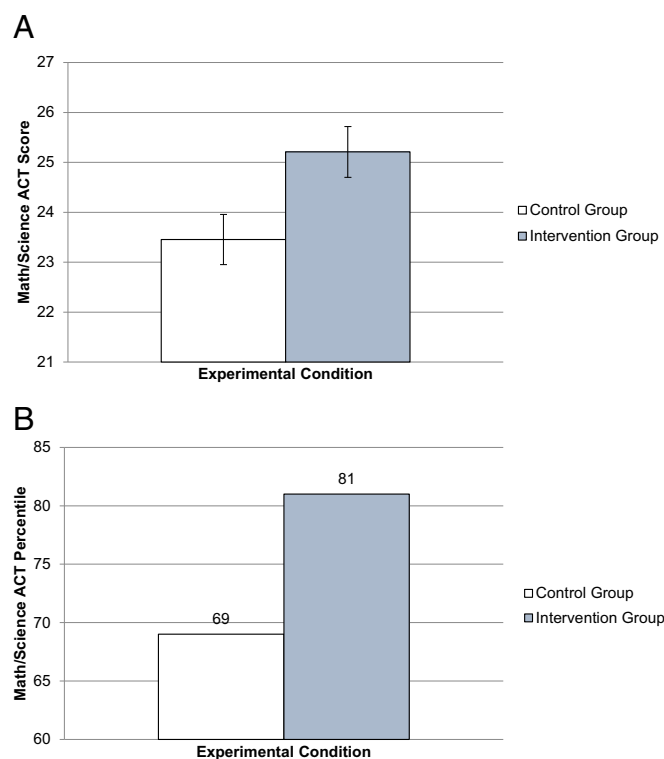 A
27
26
25
24
23
22
21
Math/Science ACT Score
Experimental Condition
Control Group
Intervention Group
B
85
80
75
70
65
60
Math/Science ACT Percentile
69
81
Experimental Condition
Control Group
Intervention Group